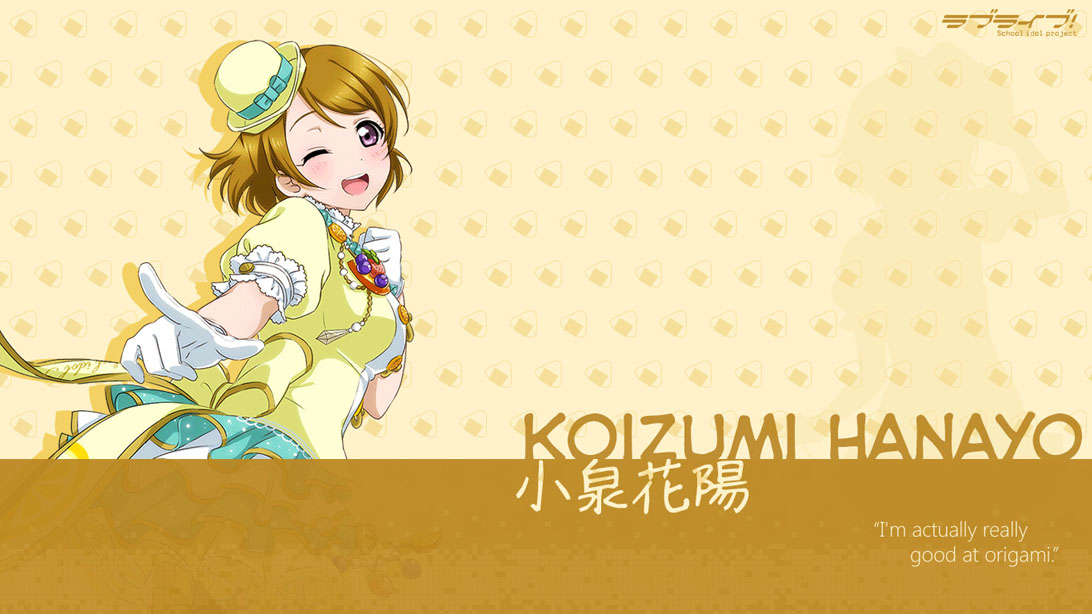 ラブライブ!
School idol project
KOIZUMI HANAYO
小泉花陽
“I'm actually really
good at origami.”